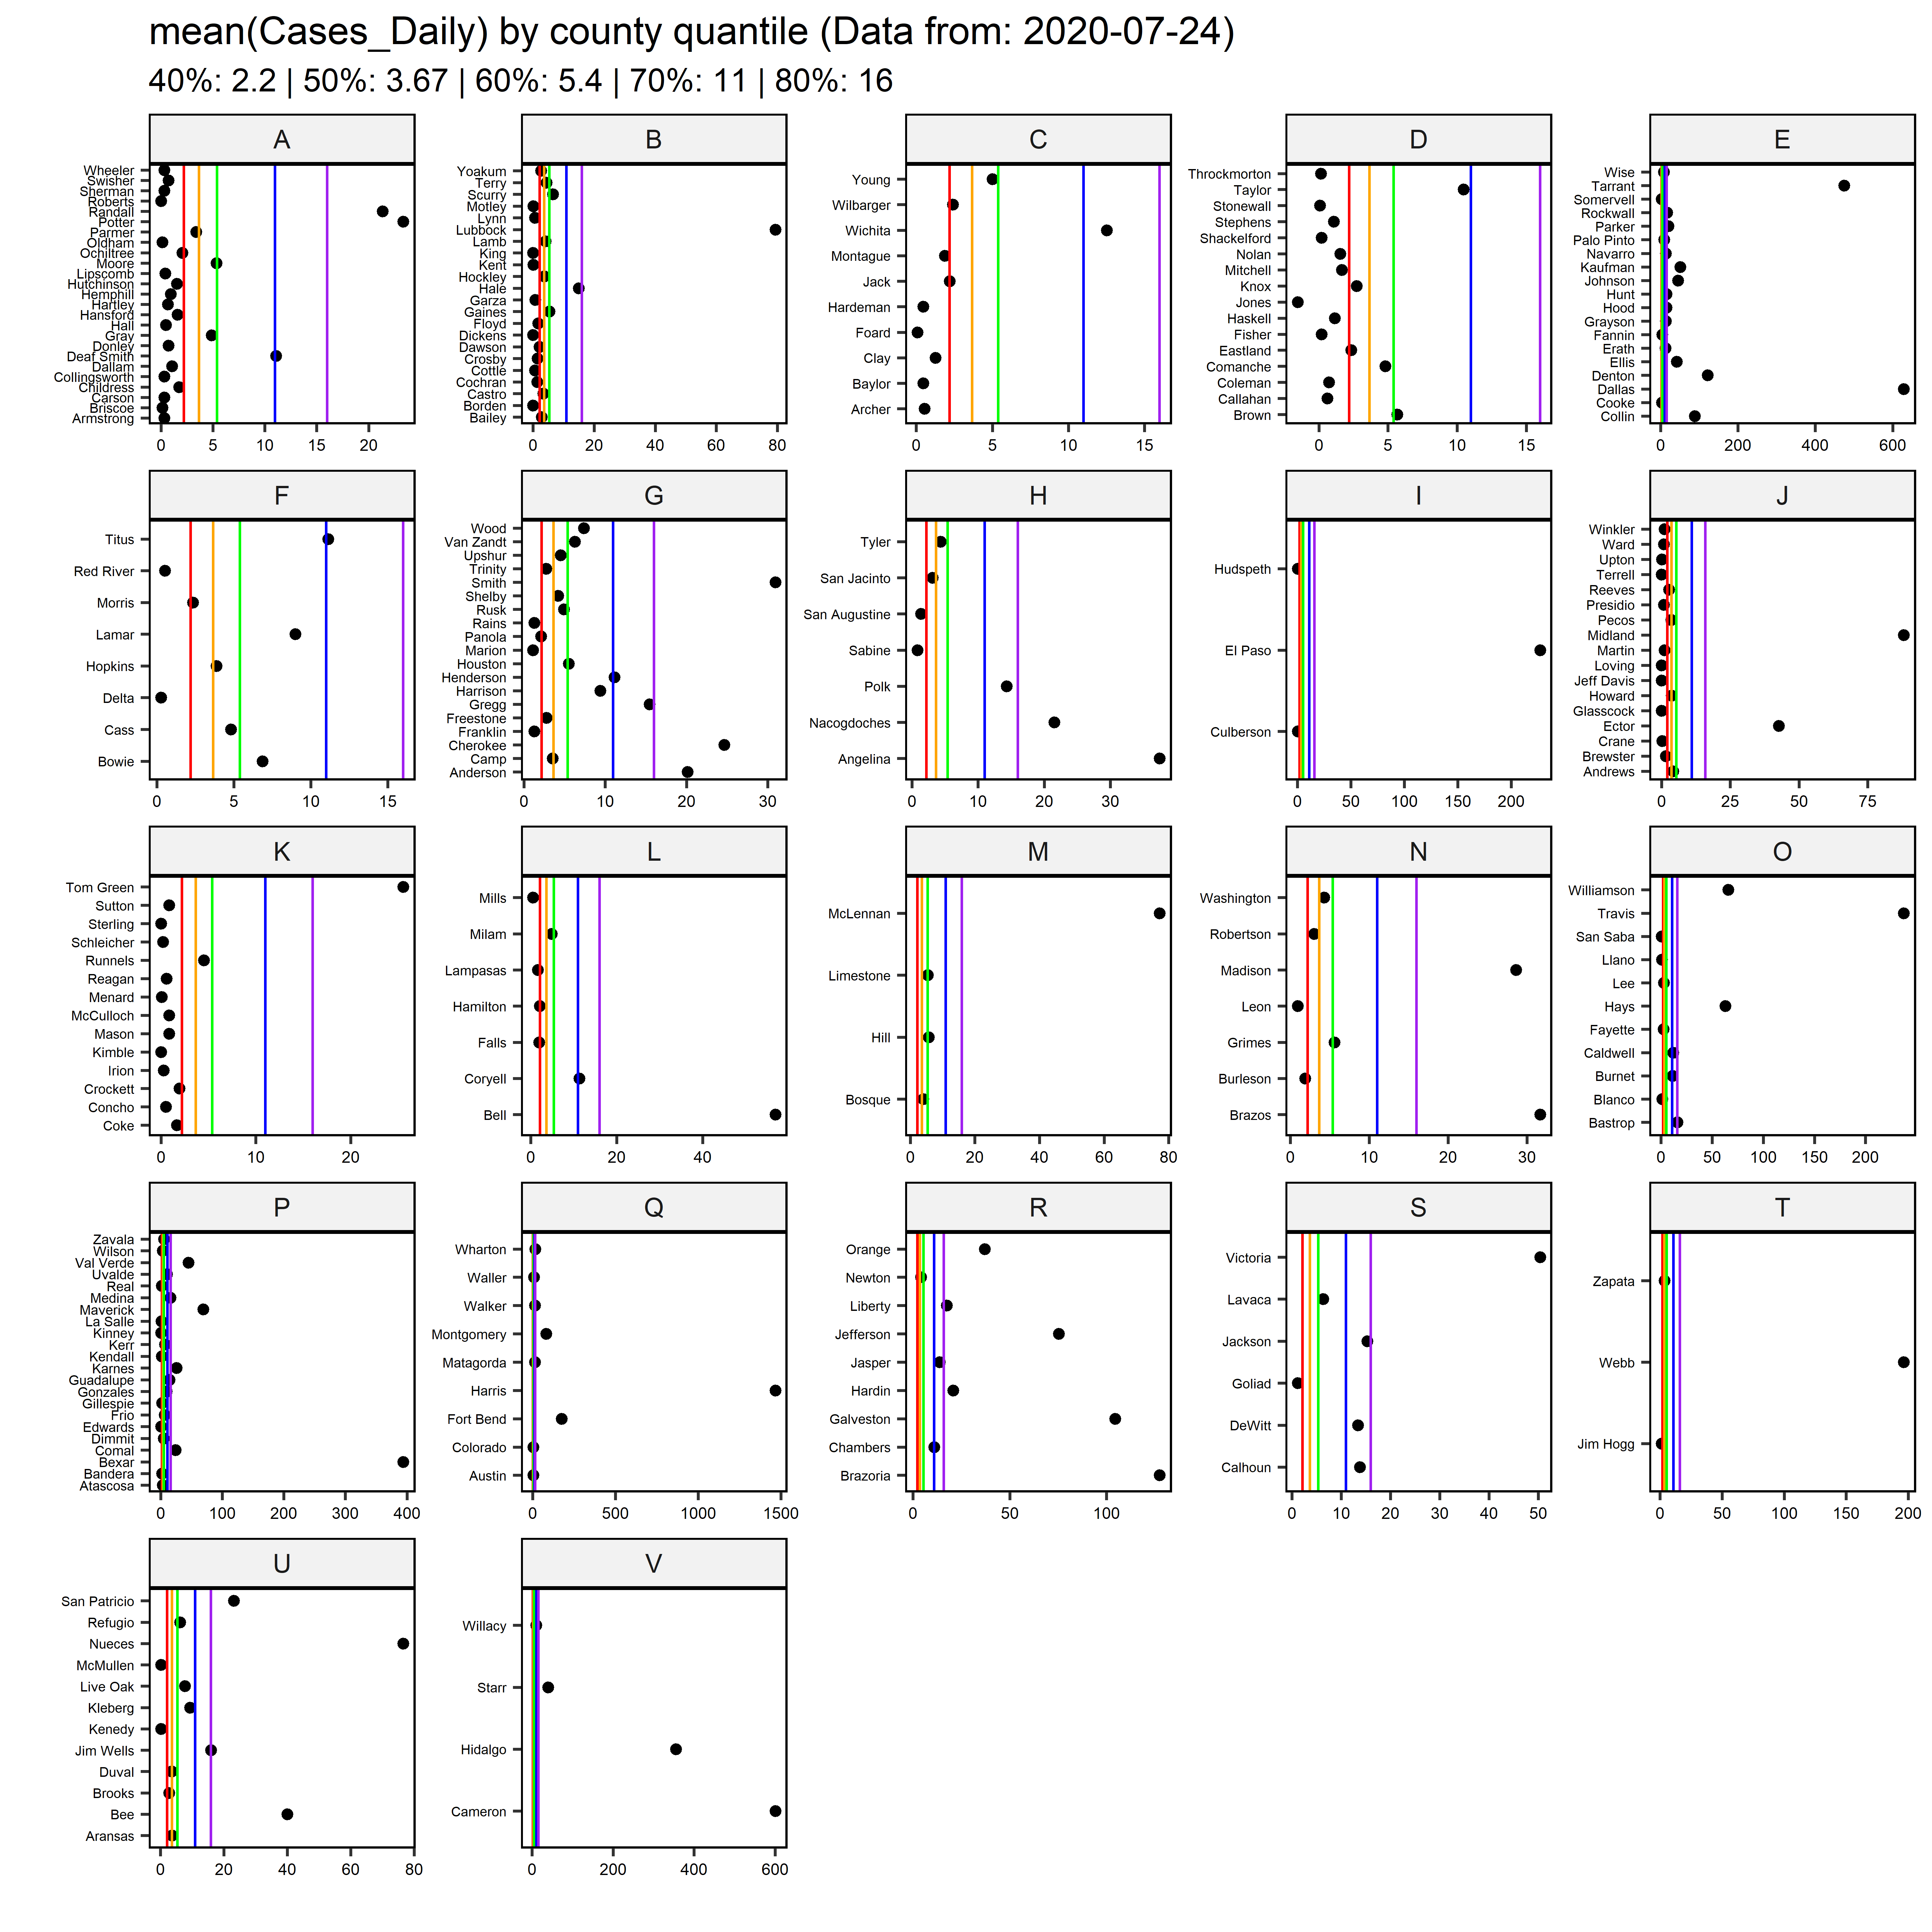 mean(Cases_Daily) by county quantile (Data from: 2020-07-24)
40%: 2.2 | 50%: 3.67 | 60%: 5.4 | 70%: 11 | 80%: 16
A
Wheeler
Swisher
Sherman
Roberts
Randall
Potter
Parmer
Oldham
Ochiltree
Moore
Lipscomb
Hutchinson
Hemphill
Hartley
Hansford
Hall
Gray
Donley
Deaf Smith
Dallam
Collingsworth
Childress
Carson
Briscoe
Armstrong
0 5 10 15 20
B
Yoakum
Terry
Scurry
Motley
Lynn
Lubbock
Lamb
King
Kent
Hockley
Hale
Garza
Gaines
Floyd
Dickens
Dawson
Crosby
Cottle
Cochran
Castro
Borden
Bailey
0 20 40 60 80
C
Young
Wilbarger
Wichita
Montague
Jack
Hardeman
Foard
Clay
Baylor
Archer
0 5 10 15
D
Throckmorton
Taylor
Stonewall
Stephens
Shackelford
Nolan
Mitchell
Knox
Jones
Haskell
Fisher
Eastland
Comanche
Coleman
Callahan
Brown
0 5 10 15
E
Wise
Tarrant
Somervell
Rockwall
Parker
Palo Pinto
Navarro
Kaufman
Johnson
Hunt
Hood
Grayson
Fannin
Erath
Ellis
Denton
Dallas
Cooke
Collin
0 200 400 600
F
Titus
Red River
Morris
Lamar
Hopkins
Delta
Cass
Bowie
0 5 10 15
G
Wood
Van Zandt
Upshur
Trinity
Smith
Shelby
Rusk
Rains
Panola
Marion
Houston
Henderson
Harrison
Gregg
Freestone
Franklin
Cherokee
Camp
Anderson
0 10 20 30
H
Tyler
San Jacinto
San Augustine
Sabine
Polk
Nacogdoches
Angelina
0 10 20 30
I
Hudspeth
El Paso
Culberson
0 50 100 150 200
J
Winkler
Ward
Upton
Terrell
Reeves
Presidio
Pecos
Midland
Martin
Loving
Jeff Davis
Howard
Glasscock
Ector
Crane
Brewster
Andrews
0 25 50 75
K
Tom Green
Sutton
Sterling
Schleicher
Runnels
Reagan
Menard
McCulloch
Mason
Kimble
Irion
Crockett
Concho
Coke
0 10 20
L
Mills
Milam
Lampasas
Hamilton
Falls
Coryell
Bell
0 20 40
M
McLennan
Limestone
Hill
Bosque
0 20 40 60 80
N
Washington
Robertson
Madison
Leon
Grimes
Burleson
Brazos
0 10 20 30
O
Williamson
Travis
San Saba
Llano
Lee
Hays
Fayette
Caldwell
Burnet
Blanco
Bastrop
0 50 100 150 200
P
Zavala
Wilson
Val Verde
Uvalde
Real
Medina
Maverick
La Salle
Kinney
Kerr
Kendall
Karnes
Guadalupe
Gonzales
Gillespie
Frio
Edwards
Dimmit
Comal
Bexar
Bandera
Atascosa
0 100 200 300 400
Q
Wharton
Waller
Walker
Montgomery
Matagorda
Harris
Fort Bend
Colorado
Austin
0 500 1000 1500
R
Orange
Newton
Liberty
Jefferson
Jasper
Hardin
Galveston
Chambers
Brazoria
0 50 100
S
Victoria
Lavaca
Jackson
Goliad
DeWitt
Calhoun
0 10 20 30 40 50
T
Zapata
Webb
Jim Hogg
0 50 100 150 200
U
San Patricio
Refugio
Nueces
McMullen
Live Oak
Kleberg
Kenedy
Jim Wells
Duval
Brooks
Bee
Aransas
0 20 40 60 80
V
Willacy
Starr
Hidalgo
Cameron
0 200 400 600